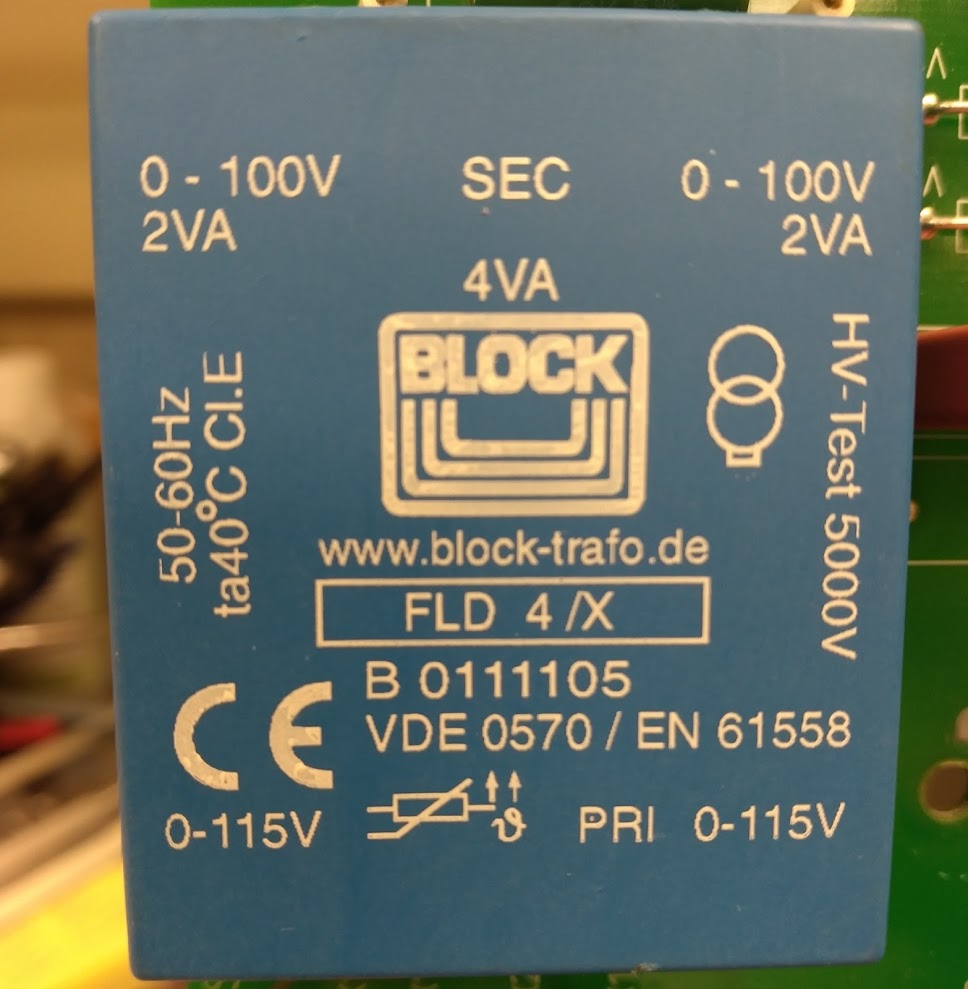 0 - 100V SEC 0 - 100V
2VA 2VA
4VA
BLOCK
50-60Hz
ta40°C Cl.E
HV-Test 5000V
www.block-trafo.de
FLD 4 /X
B 0111105
VDE 0570 / EN 61558
CE
0-115V ϑ PRI 0-115V